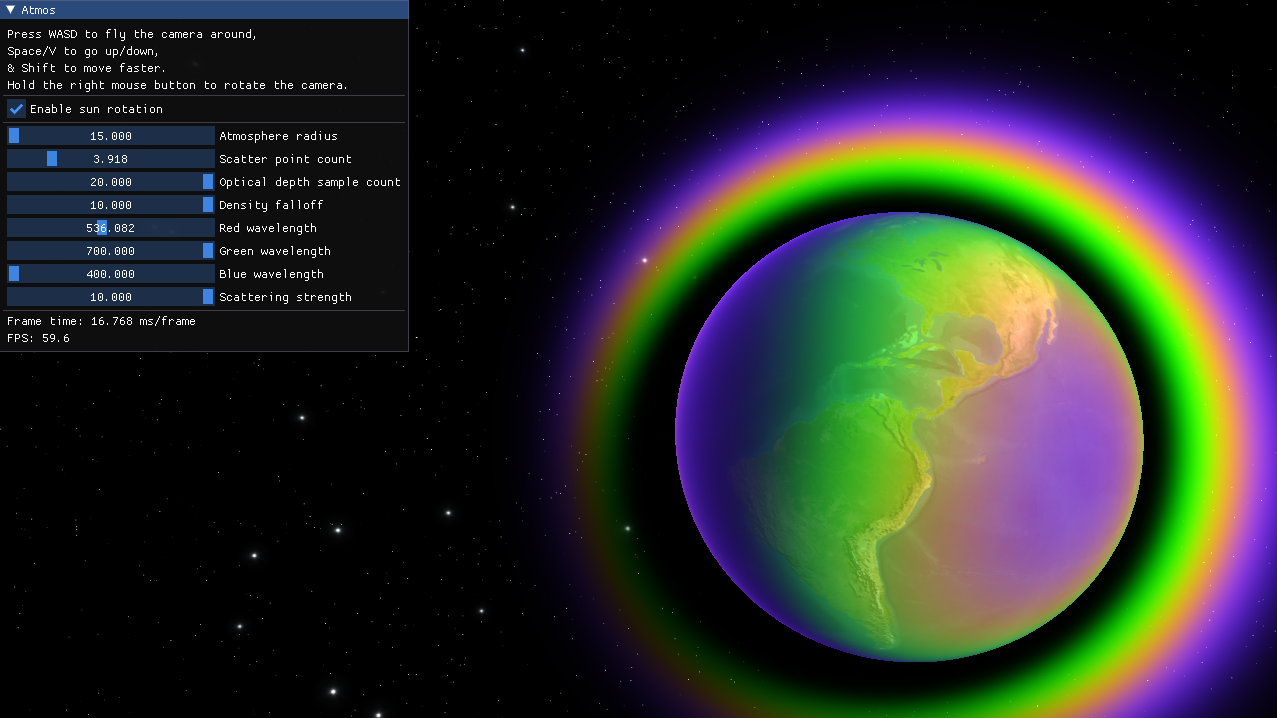 Atmos
Press WASD to fly the camera around,
Space/V to go up/down,
& Shift to move faster.
Hold the right mouse button to rotate the camera.
Enable sun rotation
15.000 Atmosphere radius
3.918 Scatter point count
20.000 Optical depth sample count
10.000 Density falloff
536.082 Red wavelength
700.000 Green wavelength
400.000 Blue wavelength
10.000 Scattering strength
Frame time: 16.768 ms/frame
FPS: 59.6